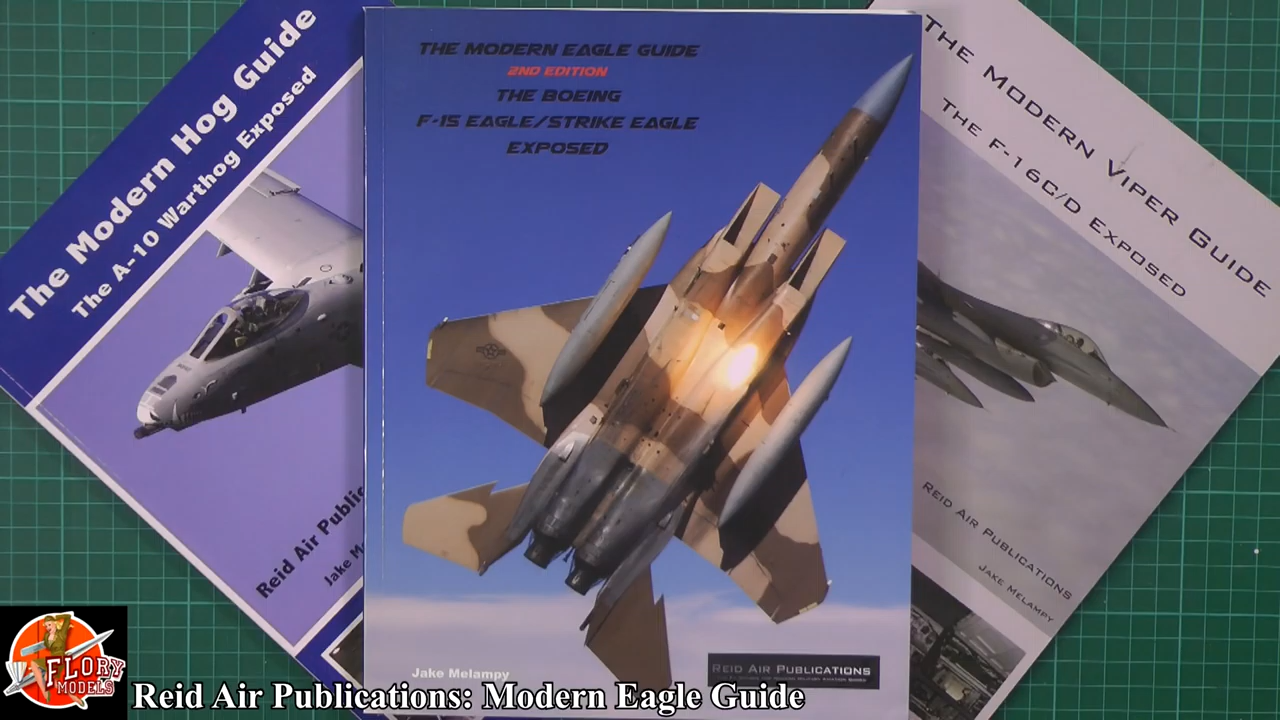 The Modern Hog Guide
The A-10 Warthog Exposed
Reid Air Public
Jake M
THE MODERN EAGLE GUIDE
2ND EDITION
THE BOEING
F-15 EAGLE/STRIKE EAGLE
EXPOSED
Jake Melampy
REID AIR PUBLICATIONS
THE MODERN VIPER GUIDE
THE F-16C/D EXPOSED
REID AIR PUBLICATIONS
JAKE MELAMPY
FLORY
MODELS
Reid Air Publications: Modern Eagle Guide